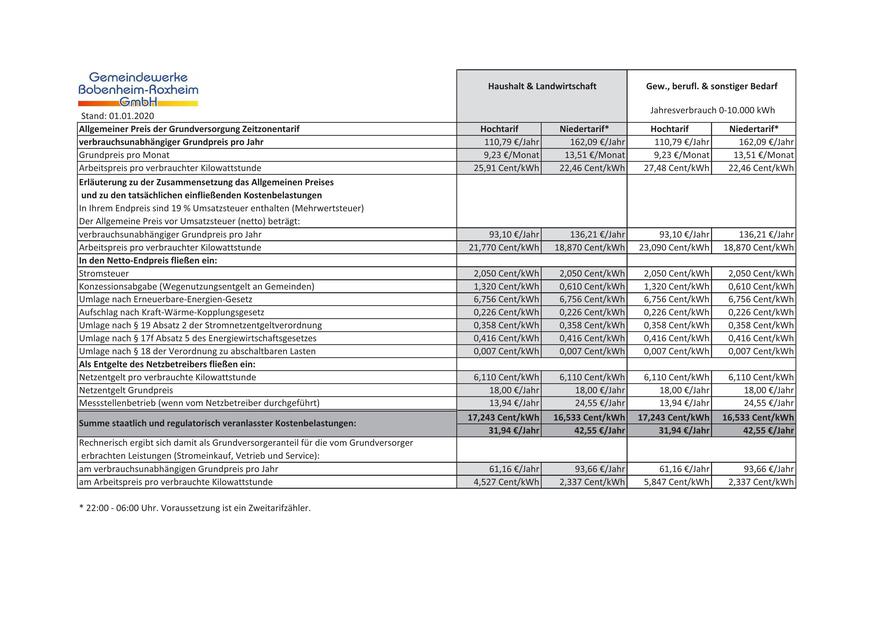 Gemeindewerke
Bobenheim-Roxheim
GmbH
Stand: 01.01.2020
Haushalt & Landwirtschaft
Gew., berufl. & sonstiger Bedarf
Jahresverbrauch 0-10.000 kWh
Allgemeiner Preis der Grundversorgung Zeitzonentarif Hochtarif Niedertarif* Hochtarif Niedertarif*
verbrauchsunabhängiger Grundpreis pro Jahr 110,79 €/Jahr 162,09 €/Jahr 110,79 €/Jahr 162,09 €/Jahr
Grundpreis pro Monat 9,23 €/Monat 13,51 €/Monat 9,23 €/Monat 13,51 €/Monat
Arbeitspreis pro verbrauchter Kilowattstunde 25,91 Cent/kWh 22,46 Cent/kWh 27,48 Cent/kWh 22,46 Cent/kWh
Erläuterung zu der Zusammensetzung das Allgemeinen Preises
und zu den tatsächlichen einfließenden Kostenbelastungen
In Ihrem Endpreis sind 19 % Umsatzsteuer enthalten (Mehrwertsteuer)
Der Allgemeine Preis vor Umsatzsteuer (netto) beträgt:
verbrauchsunabhängiger Grundpreis pro Jahr 93,10 €/Jahr 136,21 €/Jahr 93,10 €/Jahr 136,21 €/Jahr
Arbeitspreis pro verbrauchter Kilowattstunde 21,770 Cent/kWh 18,870 Cent/kWh 23,090 Cent/kWh 18,870 Cent/kWh
In den Netto-Endpreis fließen ein:
Stromsteuer 2,050 Cent/kWh 2,050 Cent/kWh 2,050 Cent/kWh 2,050 Cent/kWh
Konzessionsabgabe (Wegenutzungsentgelt an Gemeinden) 1,320 Cent/kWh 0,610 Cent/kWh 1,320 Cent/kWh 0,610 Cent/kWh
Umlage nach Erneuerbare-Energien-Gesetz 6,756 Cent/kWh 6,756 Cent/kWh 6,756 Cent/kWh 6,756 Cent/kWh
Aufschlag nach Kraft-Wärme-Kopplungsgesetz 0,226 Cent/kWh 0,226 Cent/kWh 0,226 Cent/kWh 0,226 Cent/kWh
Umlage nach § 19 Absatz 2 der Stromnetzentgeltverordnung 0,358 Cent/kWh 0,358 Cent/kWh 0,358 Cent/kWh 0,358 Cent/kWh
Umlage nach § 17f Absatz 5 des Energiewirtschaftsgesetzes 0,416 Cent/kWh 0,416 Cent/kWh 0,416 Cent/kWh 0,416 Cent/kWh
Umlage nach § 18 der Verordnung zu abschaltbaren Lasten 0,007 Cent/kWh 0,007 Cent/kWh 0,007 Cent/kWh 0,007 Cent/kWh
Als Entgelte des Netzbetreibers fließen ein:
Netzentgelt pro verbrauchte Kilowattstunde 6,110 Cent/kWh 6,110 Cent/kWh 6,110 Cent/kWh 6,110 Cent/kWh
Netzentgelt Grundpreis 18,00 €/Jahr 18,00 €/Jahr 18,00 €/Jahr 18,00 €/Jahr
Messstellenbetrieb (wenn vom Netzbetreiber durchgeführt) 13,94 €/Jahr 24,55 €/Jahr 13,94 €/Jahr 24,55 €/Jahr
Summe staatlich und regulatorisch veranlasster Kostenbelastungen: 17,243 Cent/kWh 16,533 Cent/kWh 17,243 Cent/kWh 16,533 Cent/kWh
31,94 €/Jahr 42,55 €/Jahr 31,94 €/Jahr 42,55 €/Jahr
Rechnerisch ergibt sich damit als Grundversorgeranteil für die vom Grundversorger
erbrachten Leistungen (Stromeinkauf, Vetrieb und Service):
am verbrauchsunabhängigen Grundpreis pro Jahr 61,16 €/Jahr 93,66 €/Jahr 61,16 €/Jahr 93,66 €/Jahr
am Arbeitspreis pro verbrauchte Kilowattstunde 4,527 Cent/kWh 2,337 Cent/kWh 5,847 Cent/kWh 2,337 Cent/kWh
* 22:00 - 06:00 Uhr. Voraussetzung ist ein Zweitarifzähler.